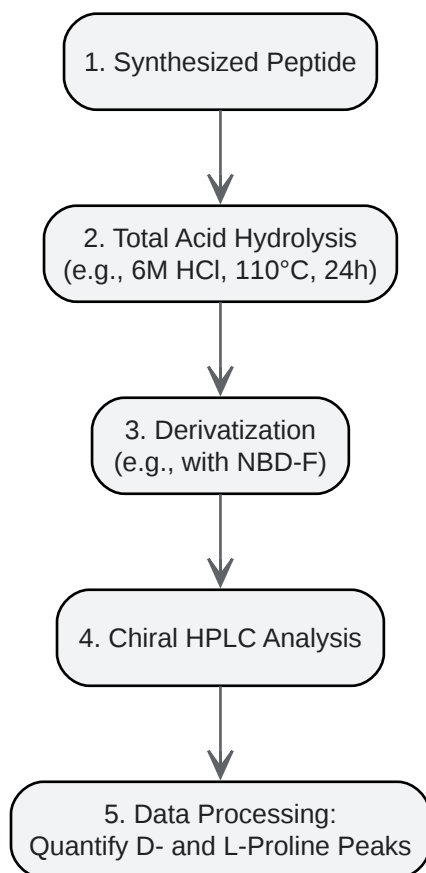 1. Synthesized Peptide
2. Total Acid Hydrolysis
(e.g., 6M HCl, 110°C, 24h)
3. Derivatization
(e.g., with NBD-F)
4. Chiral HPLC Analysis
5. Data Processing:
Quantify D- and L-Proline Peaks